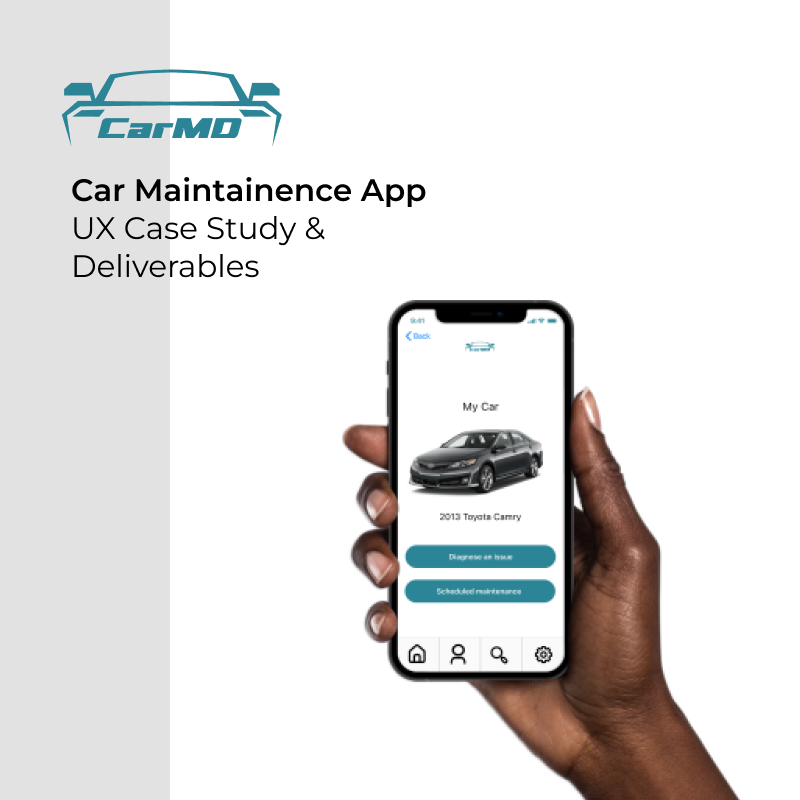 CarMD
Car Maintainence App
UX Case Study &
Deliverables
9:41
Back
My Car
2013 Toyota Camry
Diagnose an issue
Scheduled maintenance